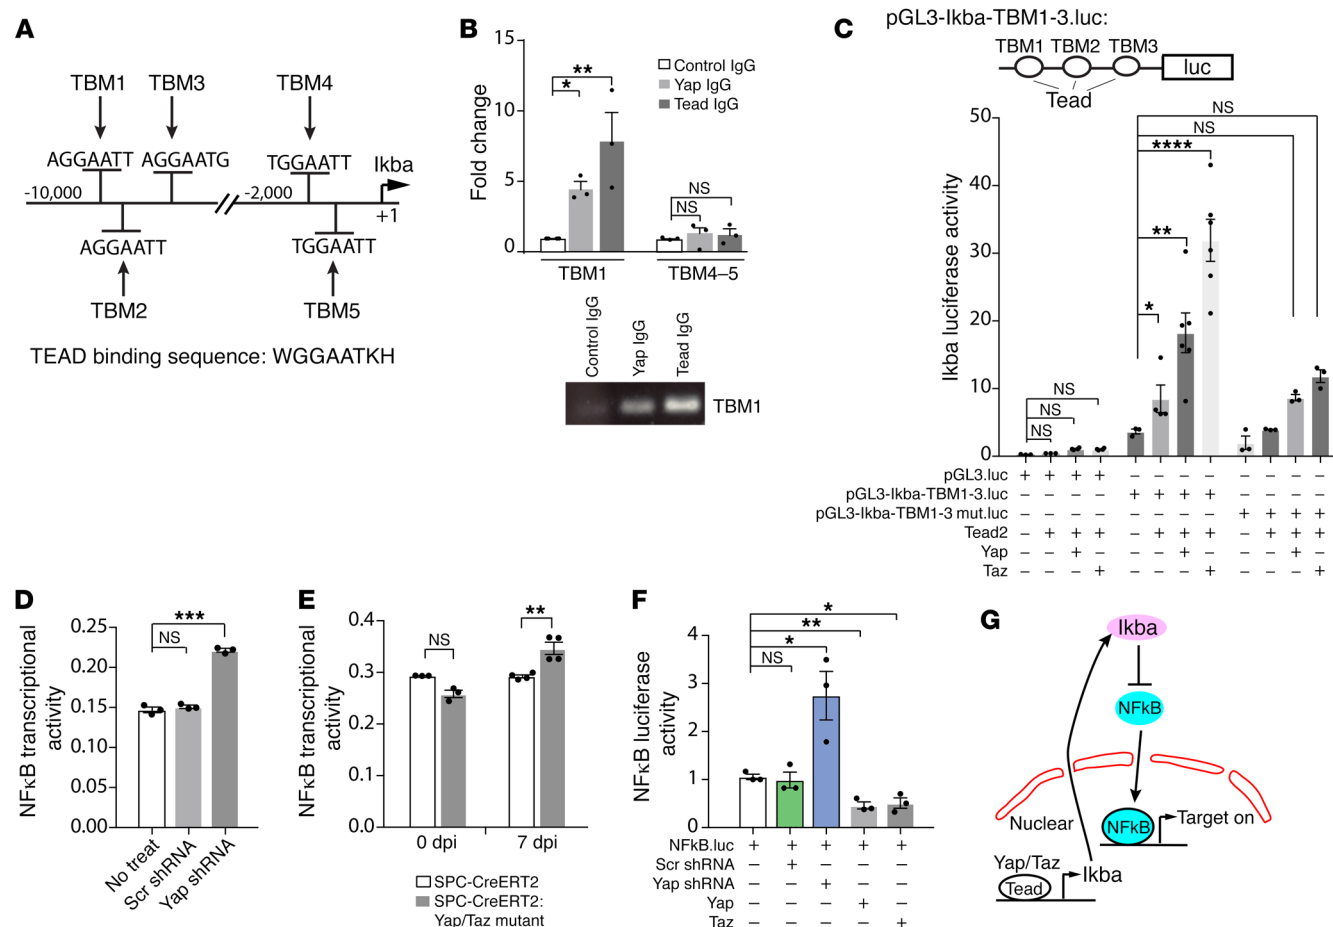 A
TBM1
TBM3
TBM4
AGGAATT
AGGAATG
TGGAATT
Ikba
-10,000
-2,000
+1
AGGAATT
TGGAATT
TBM2
TBM5
TEAD binding sequence: WGGAATKH
B
Fold change
15
10
5
0
* **
NS NS
Control IgG
Yap IgG
Tead IgG
TBM1
TBM4–5
Control IgG
Yap IgG
Tead IgG
TBM1
C
pGL3-Ikba-TBM1-3.luc:
TBM1 TBM2 TBM3
luc
Tead
Ikba luciferase activity
50
40
30
20
10
0
NS
NS
NS
*
**
****
NS
NS
pGL3.luc + + + + – – – – – – – –
pGL3-Ikba-TBM1-3.luc – – – – + + + + – – – –
pGL3-Ikba-TBM1-3 mut.luc – – – – – – – – + + + +
Tead2 – + + + – + + + – + + +
Yap – – + – – – + – – – + –
Taz – – – + – – – + – – – +
D
NFκB transcriptional
activity
0.25
0.20
0.15
0.10
0.05
0.00
***
NS
No treat
Scr shRNA
Yap shRNA
E
NFκB transcriptional
activity
0.4
0.3
0.2
0.1
0.0
NS
**
0 dpi
7 dpi
SPC-CreERT2
SPC-CreERT2:
Yap/Taz mutant
F
NFκB luciferase
activity
4
3
2
1
0
*
**
*
NS
NFκB.luc + + + + +
Scr shRNA – + – – –
Yap shRNA – – + – –
Yap – – – + –
Taz – – – – +
G
Ikba
NFkB
Nuclear
NFkB
Target on
Yap/Taz
Tead
Ikba